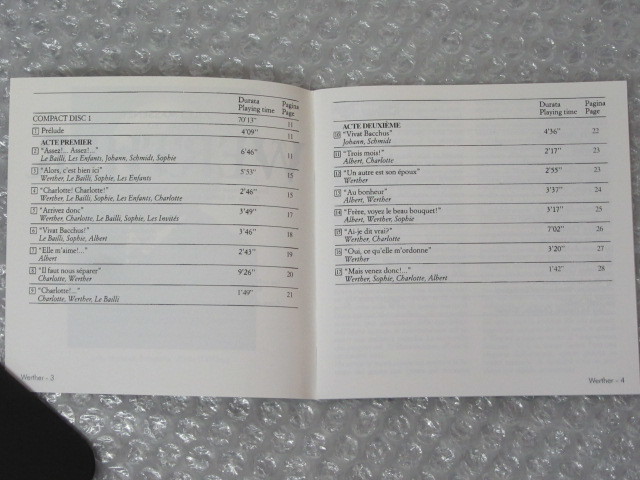 Durata Pagina
Playing time Page
COMPACT DISC 1 70'13" 11
1 Prélude 4'09" 11
ACTE PREMIER
2 "Assez!... Assez!..." 6'46" 11
Le Bailli, Les Enfants, Johann, Schmidt, Sophie
3 "Alors, c'est bien ici" 5'53" 15
Werther, Le Bailli, Sophie, Les Enfants
4 "Charlotte! Charlotte!" 2'46" 15
Werther, Le Bailli, Sophie, Les Enfants, Charlotte
5 "Arrivez donc" 3'49" 17
Werther, Charlotte, Le Bailli, Sophie, Les Invités
6 "Vivat Bacchus!" 3'46" 18
Le Bailli, Sophie, Albert
7 "Elle m'aime!..." 2'43" 19
Albert
8 "Il faut nous séparer" 9'26" 20
Charlotte, Werther
9 "Charlotte!..." 1'49" 21
Charlotte, Werther, Le Bailli
Werther – 3
Durata Pagina
Playing time Page
ACTE DEUXIÈME
10 "Vivat Bacchus" 4'36" 22
Johann, Schmidt
11 "Trois mois!" 2'17" 23
Albert, Charlotte
12 "Un autre est son époux" 2'55" 23
Werther
13 "Au bonheur" 3'37" 24
Albert, Werther
14 "Frère, voyez le beau bouquet!" 3'17" 25
Albert, Werther, Sophie
15 "Ai-je dit vrai?" 7'02" 26
Werther, Charlotte
16 "Oui, ce qu'elle m'ordonne" 3'20" 27
Werther
17 "Mais venez donc!..." 1'42" 28
Werther, Sophie, Charlotte, Albert
Werther – 4